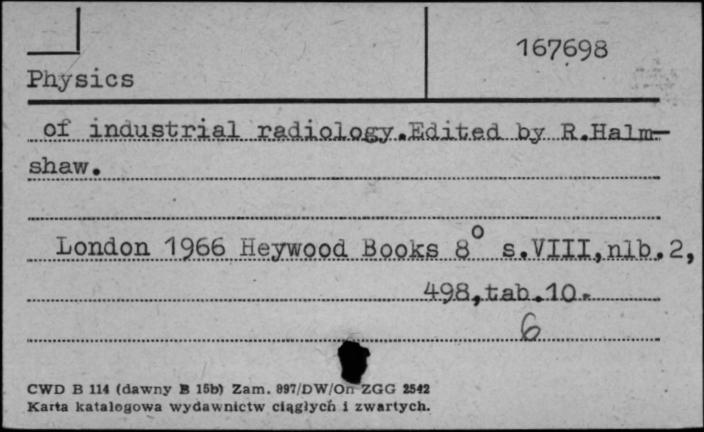 167698
Physics
of industrial radiology.Edited by R.Halm-
shaw.
London 1966 Heywood Books 8° s.VIII,nlb.2,
498,tab.10.
6
CWD B 114 (dawny B 15b) Zam. 897/DW/On ZGG 2542
Karta katalogowa wydawnictw ciągłych i zwartych.